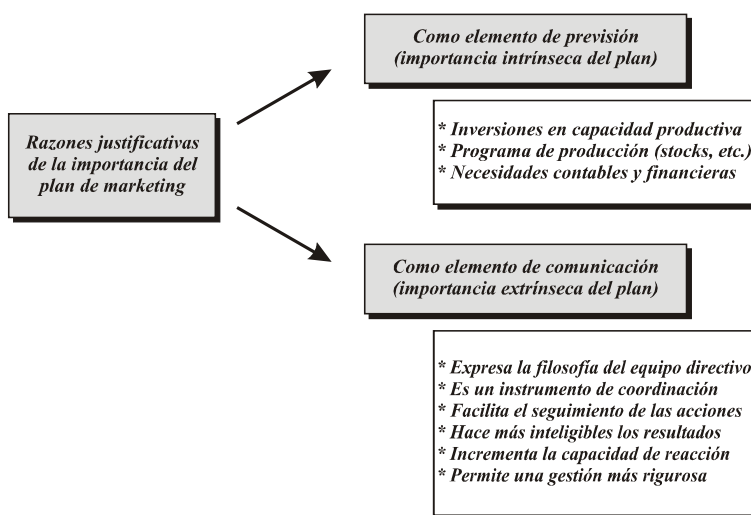 Razones justificativas
de la importancia del
plan de marketing
Como elemento de previsión
(importancia intrínseca del plan)
* Inversiones en capacidad productiva
* Programa de producción (stocks, etc.)
* Necesidades contables y financieras
Como elemento de comunicación
(importancia extrínseca del plan)
* Expresa la filosofía del equipo directivo
* Es un instrumento de coordinación
* Facilita el seguimiento de las acciones
* Hace más inteligibles los resultados
* Incrementa la capacidad de reacción
* Permite una gestión más rigurosa